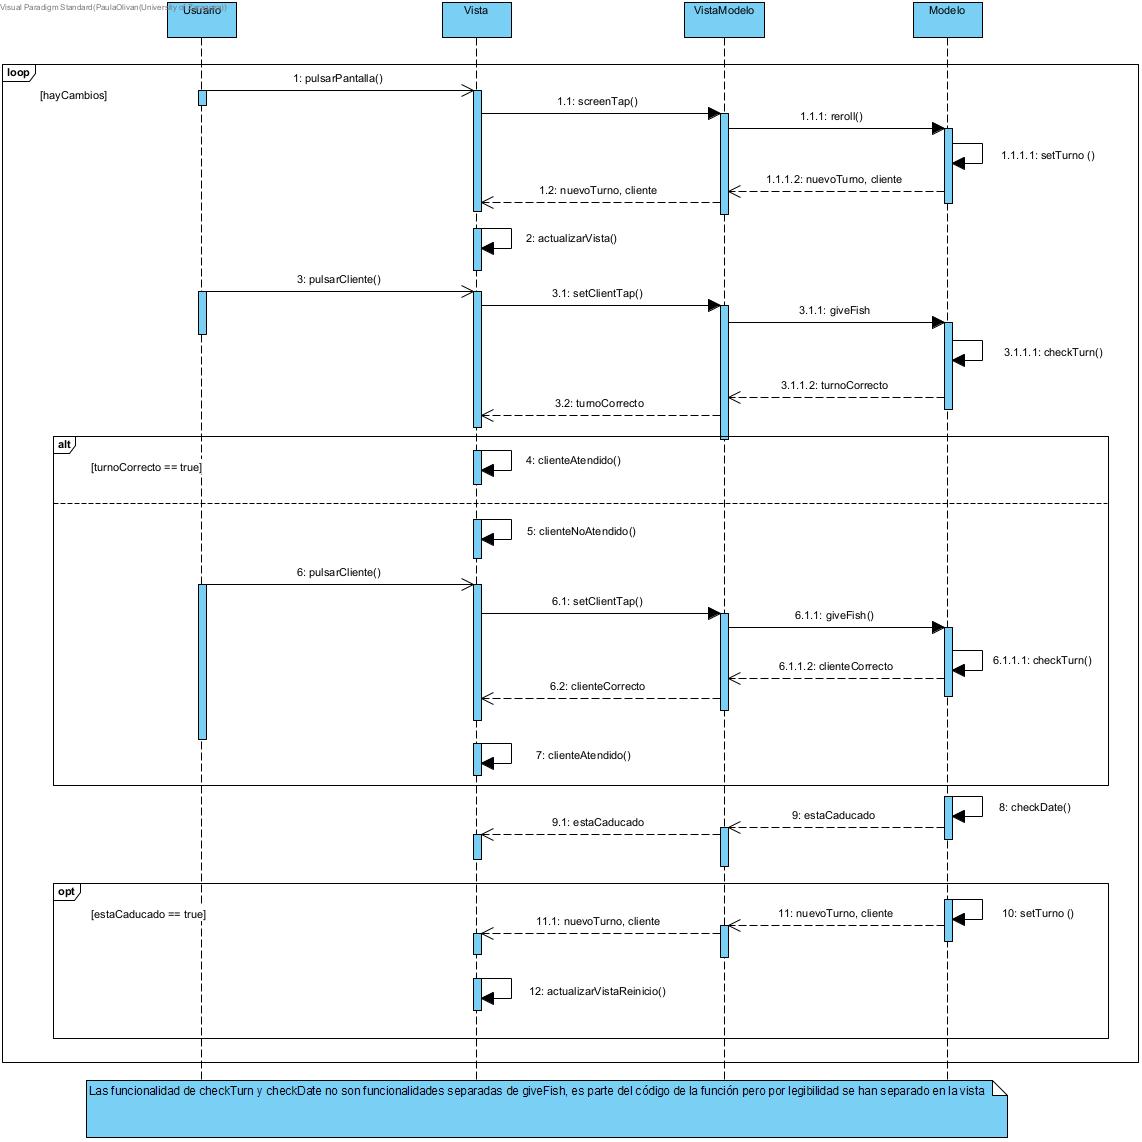 Visual Paradigm Standard(PaulaOlivan(University of
Usuario
Vista
VistaModelo
Modelo
loop
[hayCambios]
1: pulsarPantalla()
1.1: screenTap()
1.1.1: reroll()
1.1.1.1: setTurno ()
1.1.1.2: nuevoTurno, cliente
1.2: nuevoTurno, cliente
2: actualizarVista()
3: pulsarCliente()
3.1: setClientTap()
3.1.1: giveFish
3.1.1.1: checkTurn()
3.1.1.2: turnoCorrecto
3.2: turnoCorrecto
alt
[turnoCorrecto == true]
4: clienteAtendido()
5: clienteNoAtendido()
6: pulsarCliente()
6.1: setClientTap()
6.1.1: giveFish()
6.1.1.1: checkTurn()
6.1.1.2: clienteCorrecto
6.2: clienteCorrecto
7: clienteAtendido()
8: checkDate()
9: estaCaducado
9.1: estaCaducado
opt
[estaCaducado == true]
10: setTurno ()
11: nuevoTurno, cliente
11.1: nuevoTurno, cliente
12: actualizarVistaReinicio()
Las funcionalidad de checkTurn y checkDate no son funcionalidades separadas de giveFish, es parte del código de la función pero por legibilidad se han separado en la vista